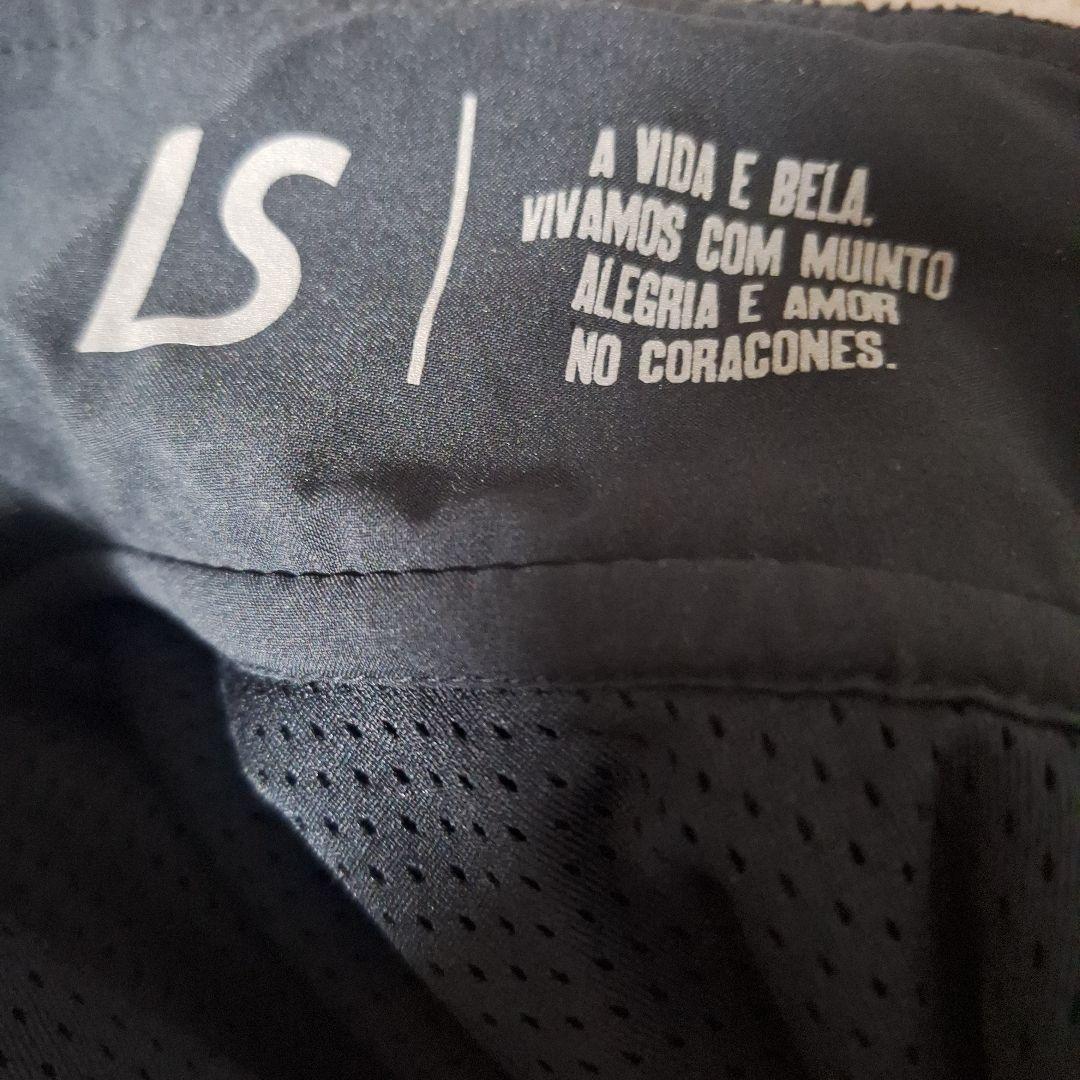 LS
A VIDA E BELA.
VIVAMOS COM MUINTO
ALEGRIA E AMOR
NO CORACONES.